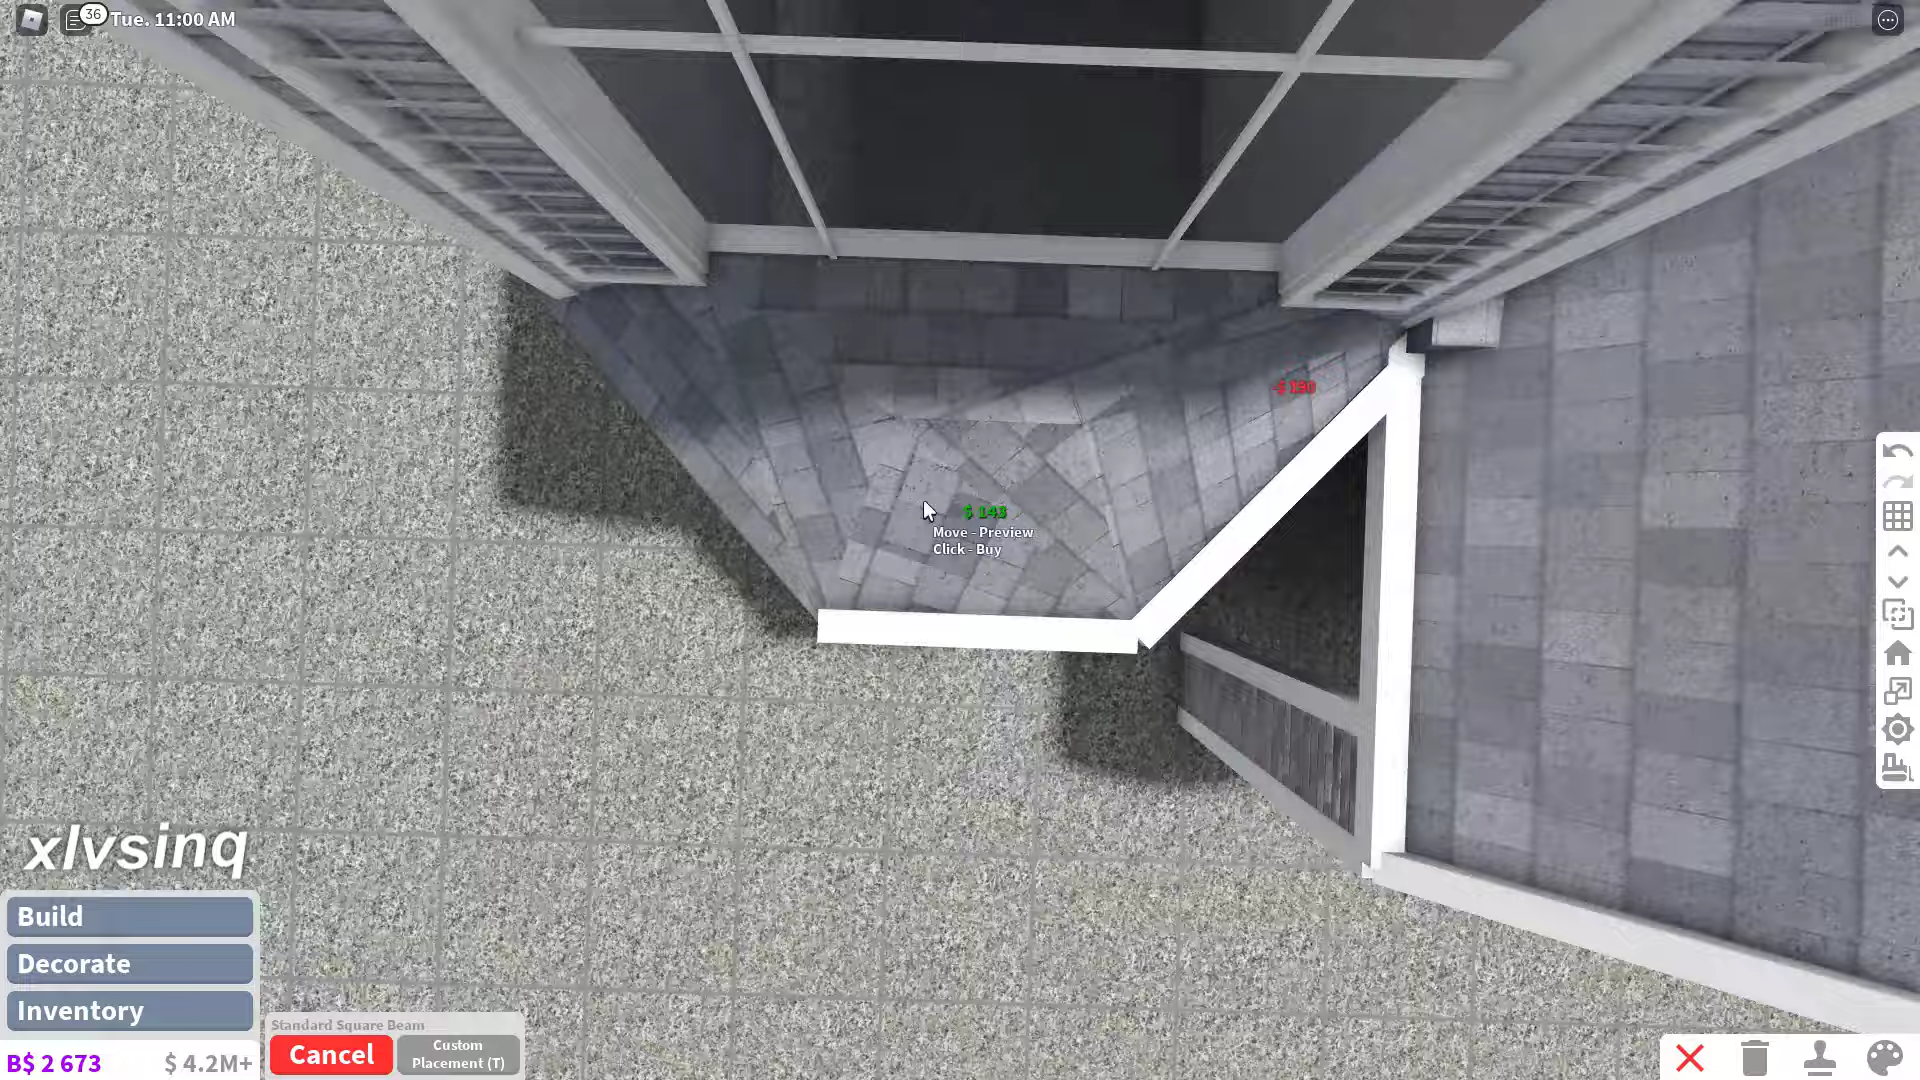 36
Tue. 11:00 AM
-$ 190
$ 143
Move - Preview
Click - Buy
xlvsinq
Build
Decorate
Inventory
B$ 2 673
$ 4.2M+
Standard Square Beam
Cancel
Custom
Placement (T)